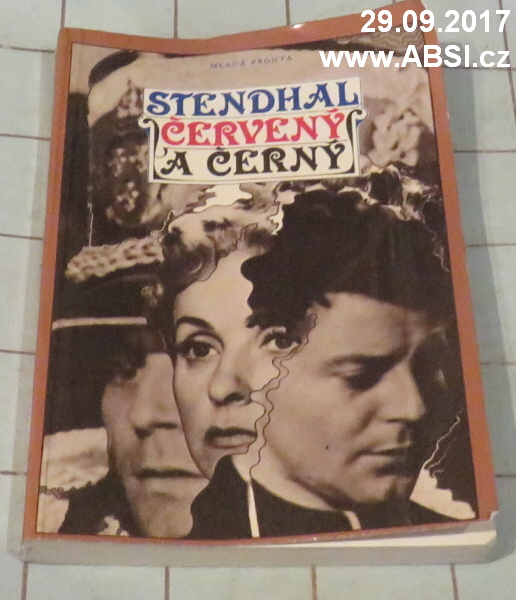 29.09.2017
www.ABSI.cz
MLADÁ FRONTA
STENDHAL
ČERVENÝ
A ČERNÝ